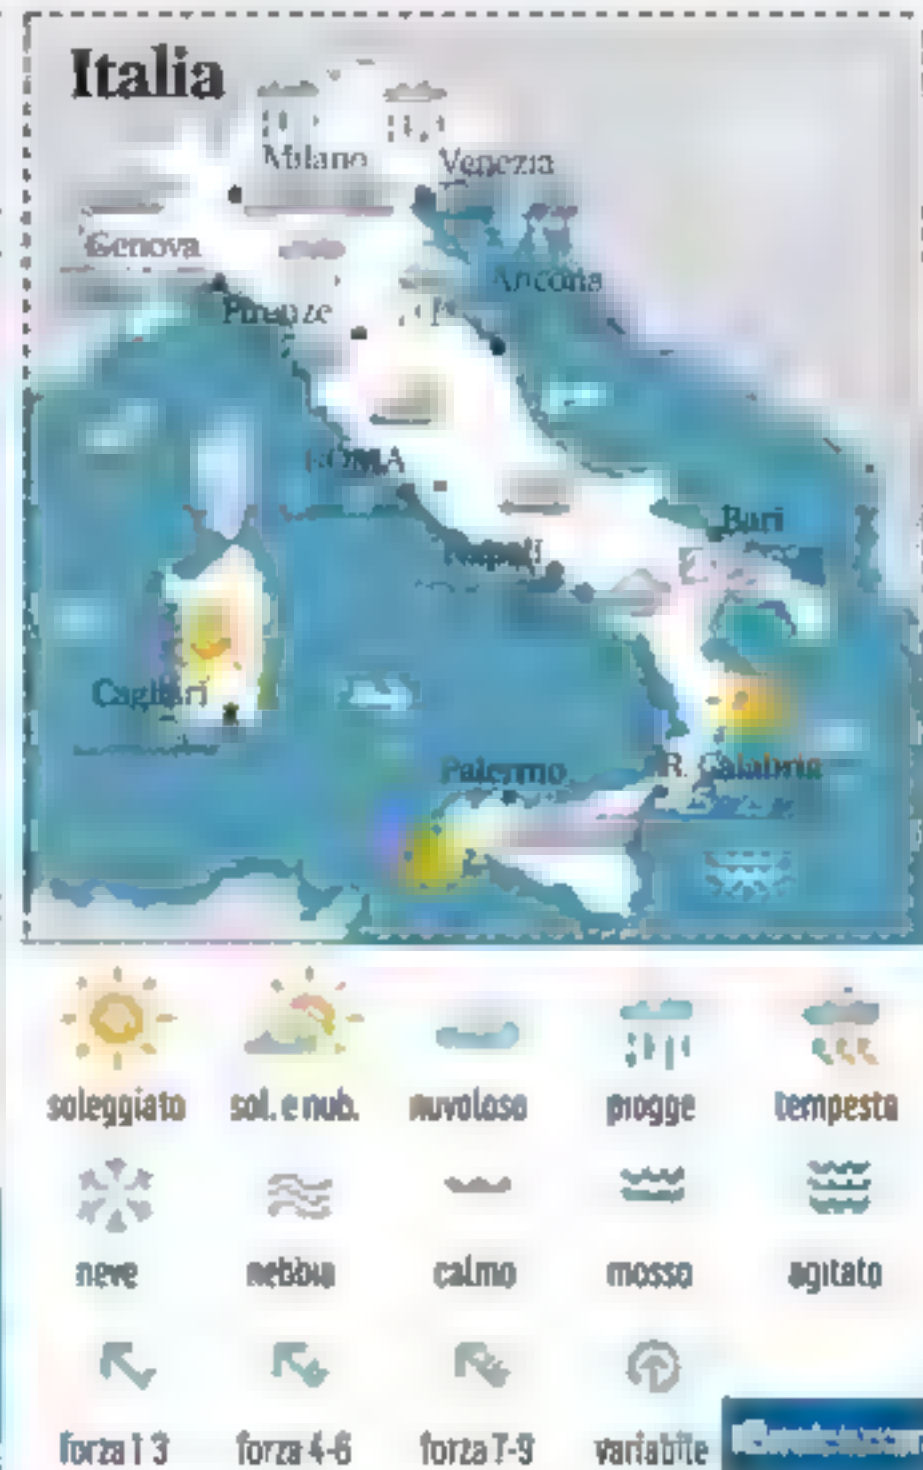 Italia
Milano
Venezia
Genova
Ancona
Firenze
ROMA
Bari
Napoli
Cagliari
Palermo
R. Calabria
soleggiato sol. e nub. nuvoloso piogge tempesta
neve nebbia calmo mosso agitato
forza 1 3 forza 4-6 forza 7-9 variabile